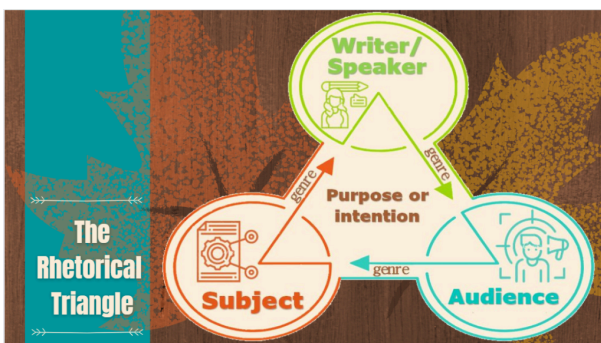 The
Rhetorical
Triangle
Writer/
Speaker
genre
genre
Purpose or
intention
Subject
genre
Audience